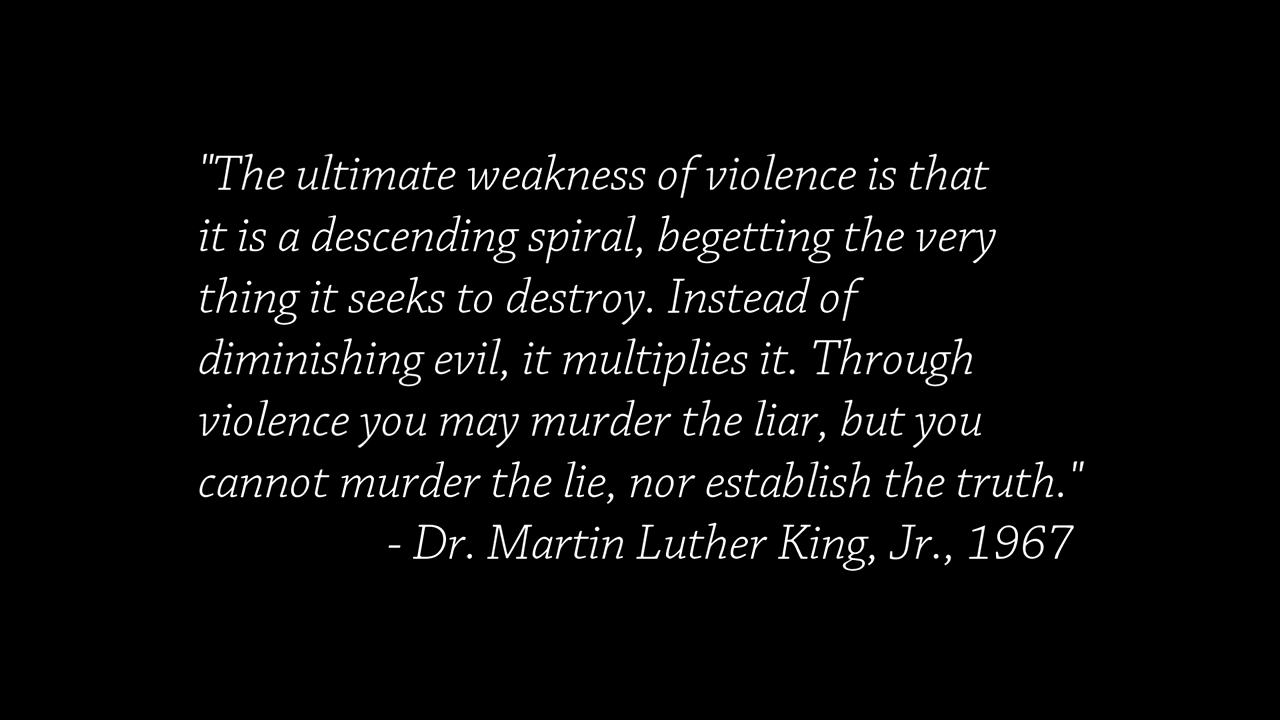 "The ultimate weakness of violence is that
it is a descending spiral, begetting the very
thing it seeks to destroy. Instead of
diminishing evil, it multiplies it. Through
violence you may murder the liar, but you
cannot murder the lie, nor establish the truth."
- Dr. Martin Luther King, Jr., 1967